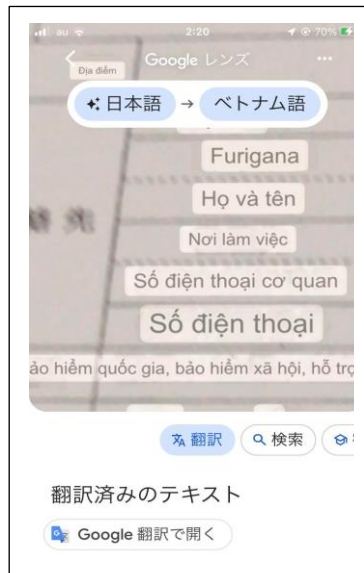 au 2:20 70%
Địa điểm
Google レンズ
日本語 → ベトナム語
Furigana
Họ và tên
Nơi làm việc
Số điện thoại cơ quan
Số điện thoại
ảo hiểm quốc gia, bảo hiểm xã hội, hỗ trợ
翻訳
検索
翻訳済みのテキスト
Google 翻訳で開く